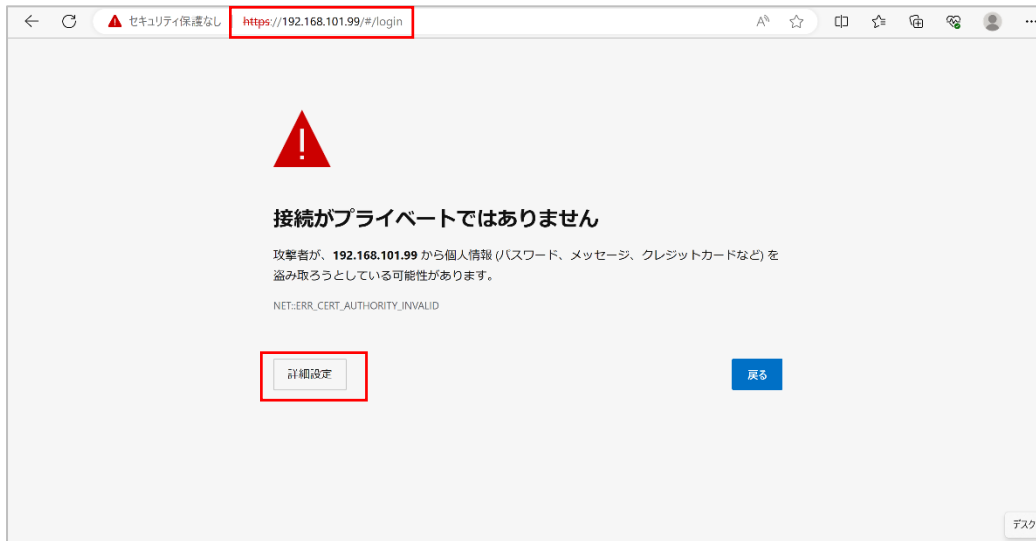 セキュリティ保護なし https://192.168.101.99/#/login
接続がプライベートではありません
攻撃者が、192.168.101.99 から個人情報 (パスワード、メッセージ、クレジットカードなど) を
盗み取ろうとしている可能性があります。
NET::ERR_CERT_AUTHORITY_INVALID
詳細設定 戻る
デスク